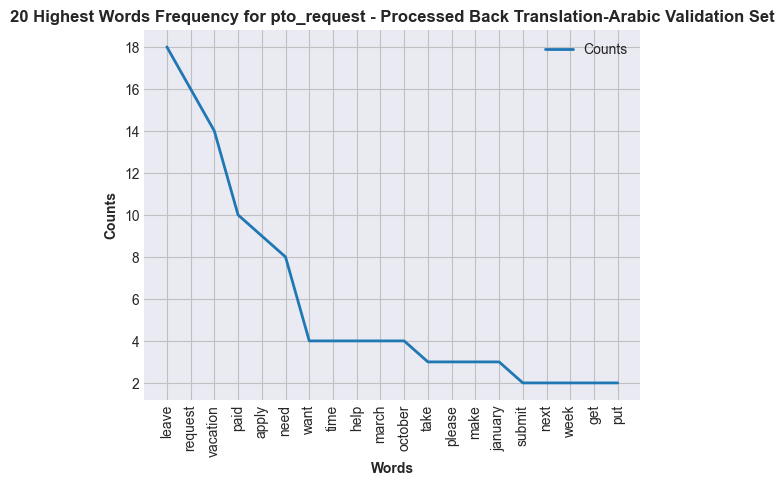 20 Highest Words Frequency for pto_request - Processed Back Translation-Arabic Validation Set
Counts
18
16
14
12
10
8
6
4
2
Counts
leave
request
vacation
paid
apply
need
want
time
help
march
october
take
please
make
january
submit
next
week
get
put
Words